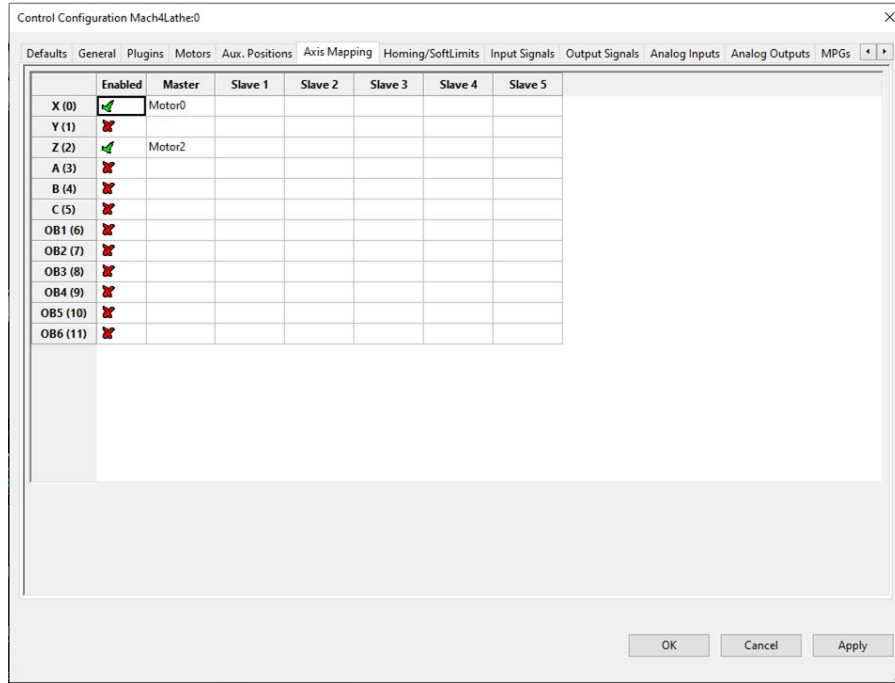 Control Configuration Mach4Lathe:0
Defaults General Plugins Motors Aux. Positions Axis Mapping Homing/SoftLimits Input Signals Output Signals Analog Inputs Analog Outputs MPGs
Enabled Master Slave 1 Slave 2 Slave 3 Slave 4 Slave 5
X (0) Motor0
Y (1)
Z (2) Motor2
A (3)
B (4)
C (5)
OB1 (6)
OB2 (7)
OB3 (8)
OB4 (9)
OB5 (10)
OB6 (11)
OK Cancel Apply